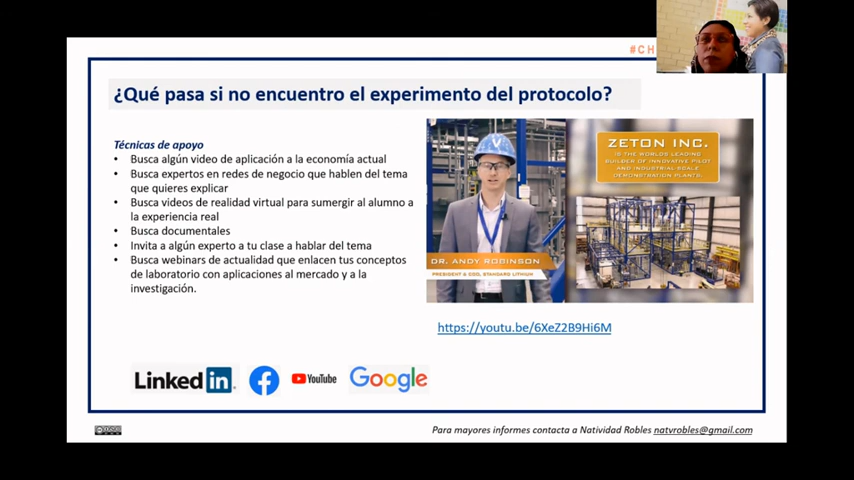 #CH
¿Qué pasa si no encuentro el experimento del protocolo?
Técnicas de apoyo
• Busca algún video de aplicación a la economía actual
• Busca expertos en redes de negocio que hablen del tema
que quieres explicar
• Busca videos de realidad virtual para sumergir al alumno a
la experiencia real
• Busca documentales
• Invita a algún experto a tu clase a hablar del tema
• Busca webinars de actualidad que enlacen tus conceptos
de laboratorio con aplicaciones al mercado y a la
investigación.
ZETON INC.
IS THE WORLDS LEADING
BUILDER OF INNOVATIVE PILOT
AND INDUSTRIAL SCALE
DEMONSTRATION PLANTS.
DR. ANDY ROBINSON
PRESIDENT & COO, STANDARD LITHIUM
https://youtu.be/6XeZ2B9Hi6M
Linked in
YouTube
Google
Para mayores informes contacta a Natividad Robles natvrobles@gmail.com